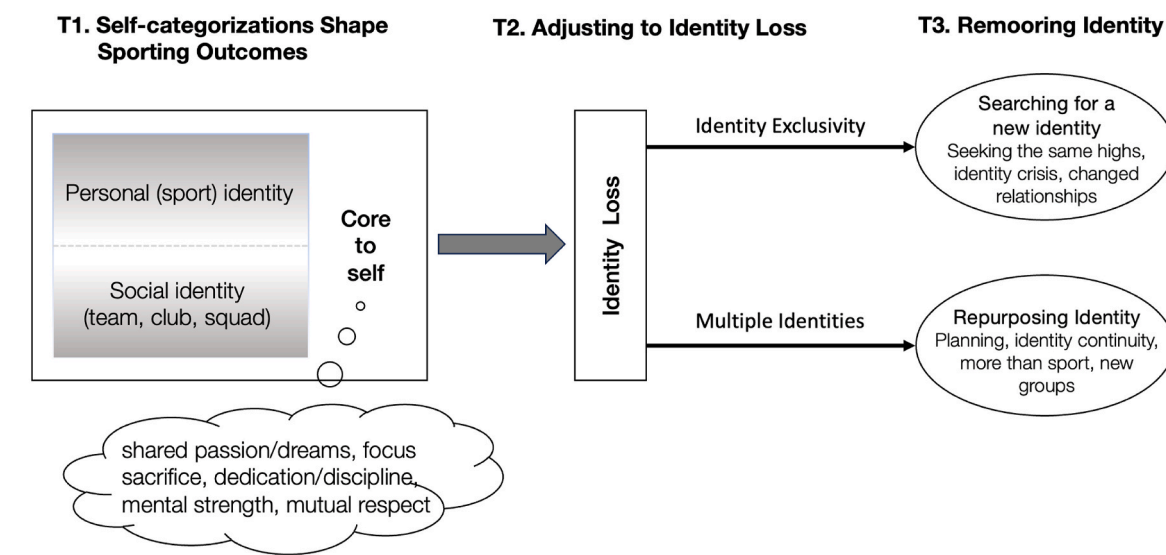 T1. Self-categorizations Shape
Sporting Outcomes
T2. Adjusting to Identity Loss
T3. Remooring Identity
Personal (sport) identity
Social identity
(team, club, squad)
Core
to
self
shared passion/dreams, focus
sacrifice, dedication/discipline,
mental strength, mutual respect
Identity Loss
Identity Exclusivity
Multiple Identities
Searching for a
new identity
Seeking the same highs,
identity crisis, changed
relationships
Repurposing Identity
Planning, identity continuity,
more than sport, new
groups